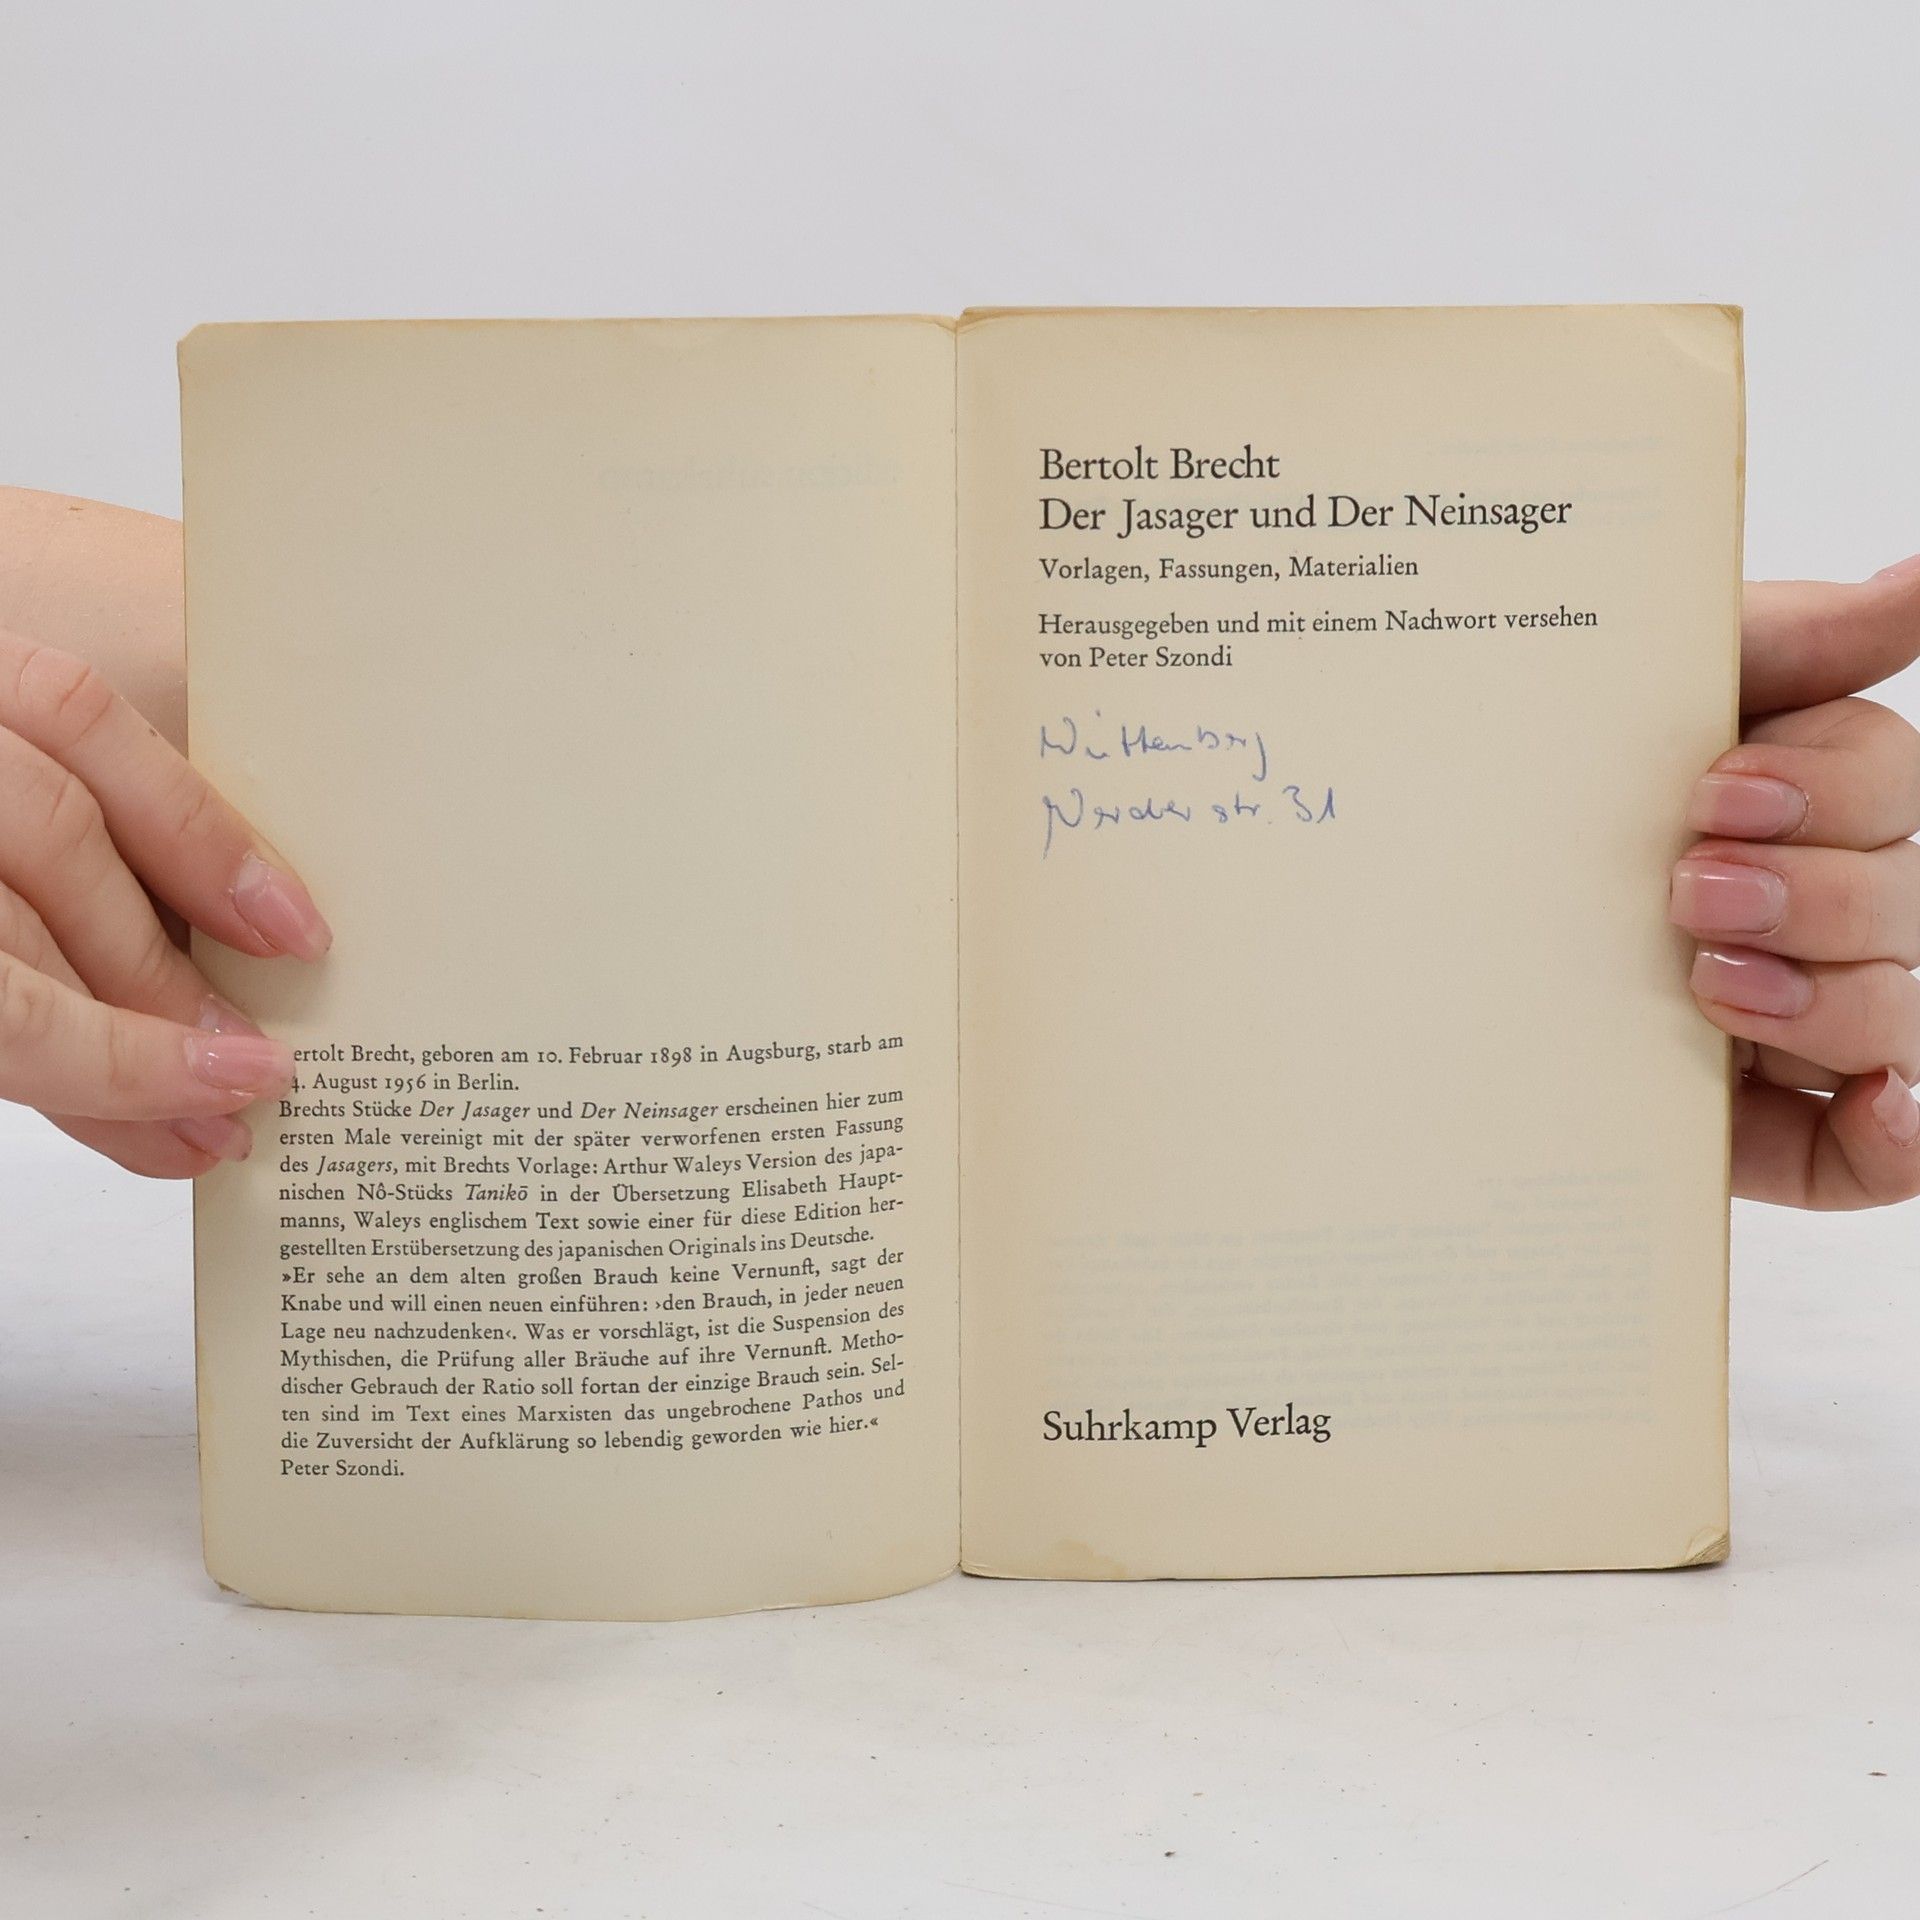 ertolt Brecht, geboren am 10. Februar 1898 in Augsburg, starb am
4. August 1956 in Berlin.
Brechts Stücke Der Jasager und Der Neinsager erscheinen hier zum
ersten Male vereinigt mit der später verworfenen ersten Fassung
des Jasagers, mit Brechts Vorlage: Arthur Waleys Version des japa-
nischen Nô-Stücks Tanikō in der Übersetzung Elisabeth Haupt-
manns, Waleys englischem Text sowie einer für diese Edition her-
gestellten Erstübersetzung des japanischen Originals ins Deutsche.
»Er sehe an dem alten großen Brauch keine Vernunft, sagt der
Knabe und will einen neuen einführen: ›den Brauch, in jeder neuen
Lage neu nachzudenken‹. Was er vorschlägt, ist die Suspension des
Mythischen, die Prüfung aller Bräuche auf ihre Vernunft. Metho-
discher Gebrauch der Ratio soll fortan der einzige Brauch sein. Sel-
ten sind im Text eines Marxisten das ungebrochene Pathos und
die Zuversicht der Aufklärung so lebendig geworden wie hier.«
Peter Szondi.
Bertolt Brecht
Der Jasager und Der Neinsager
Vorlagen, Fassungen, Materialien
Herausgegeben und mit einem Nachwort versehen
von Peter Szondi
str. 31
Suhrkamp Verlag